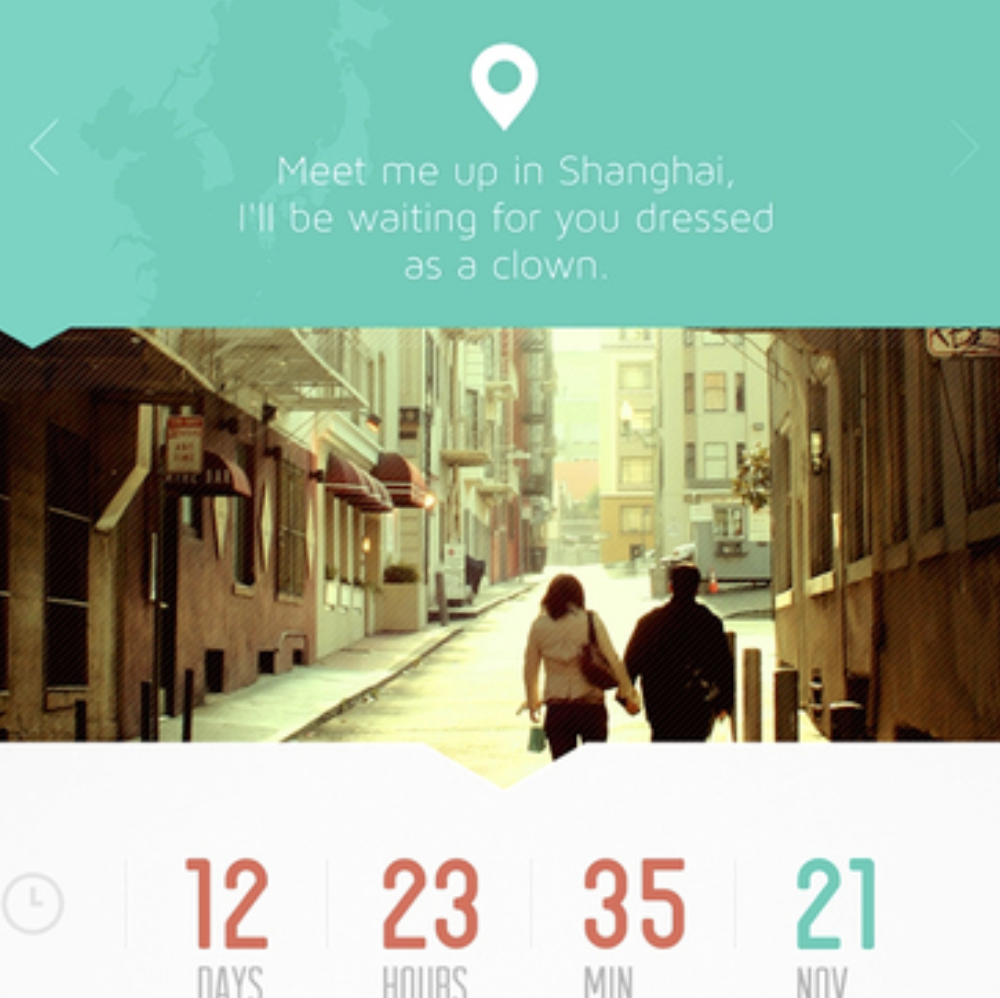 Meet me up in Shanghai,
I'll be waiting for you dressed
as a clown.
12 23 35 21
DAYS HOURS MIN NOV